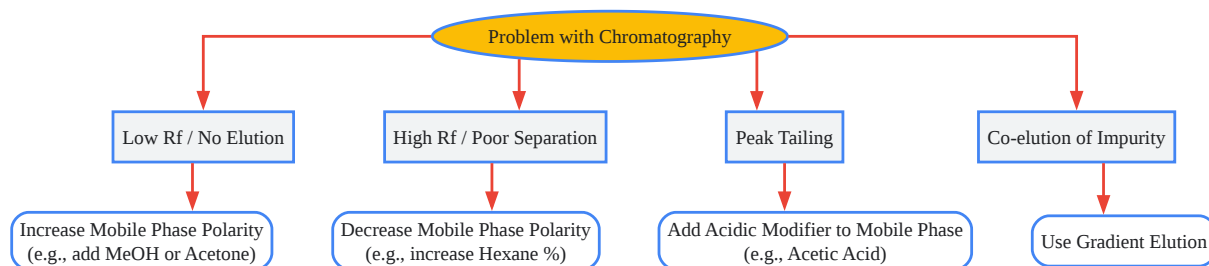 Problem with Chromatography
Low Rf / No Elution
High Rf / Poor Separation
Peak Tailing
Co-elution of Impurity
Increase Mobile Phase Polarity
(e.g., add MeOH or Acetone)
Decrease Mobile Phase Polarity
(e.g., increase Hexane %)
Add Acidic Modifier to Mobile Phase
(e.g., Acetic Acid)
Use Gradient Elution